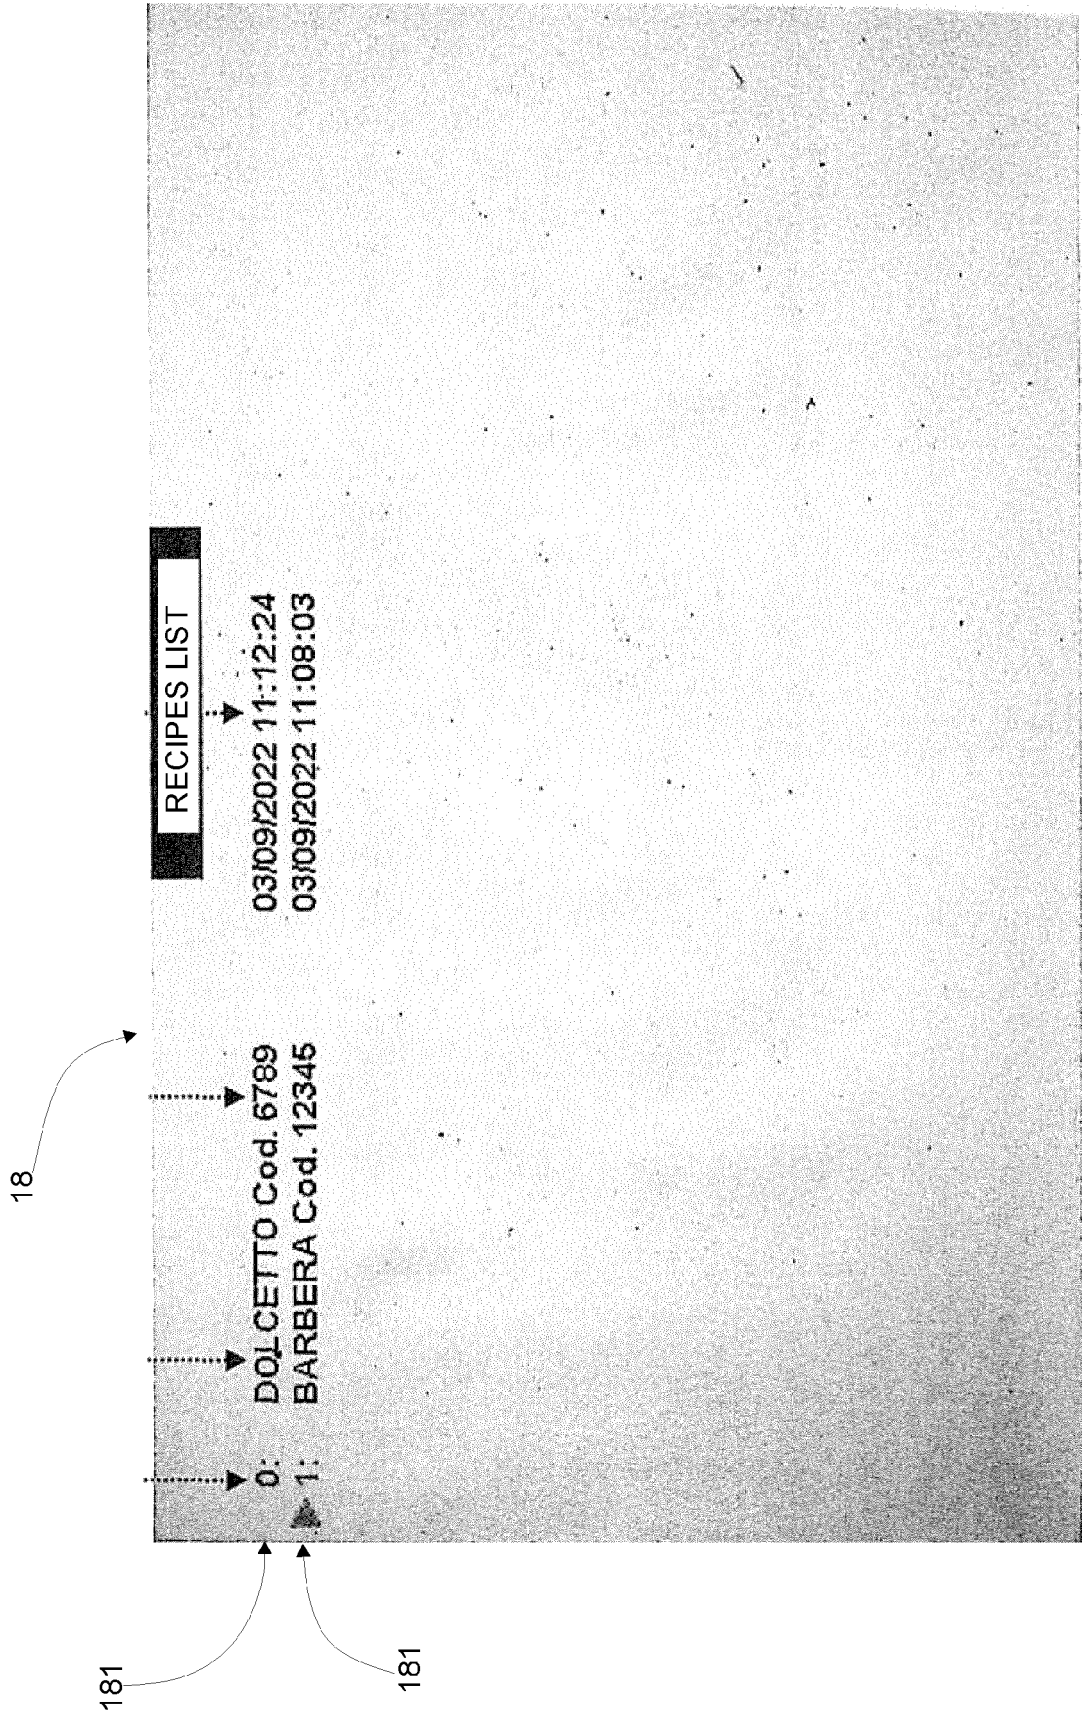 18
RECIPES LIST
0: DOLCETTO Cod. 6789 03/09/2022 11:12:24
1: BARBERA Cod. 12345 03/09/2022 11:08:03
181
181